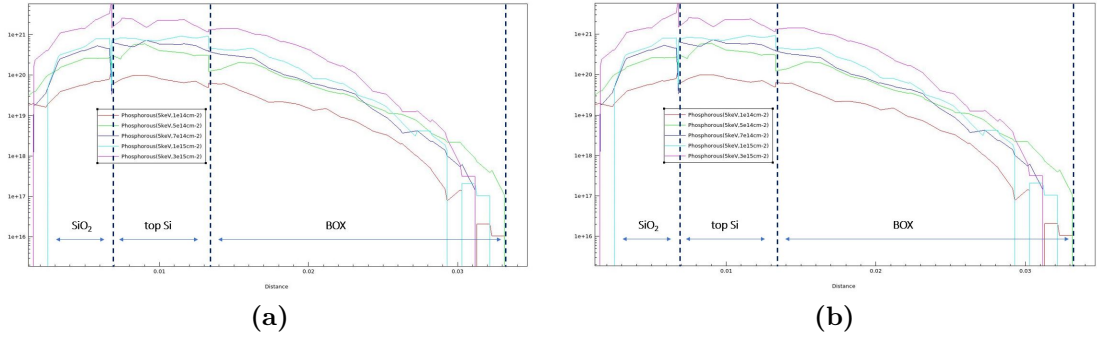 1e+21
1e+20
1e+19
1e+18
1e+17
1e+16
Phosphorous(5keV,1e14cm-2)
Phosphorous(5keV,5e14cm-2)
Phosphorous(5keV,7e14cm-2)
Phosphorous(5keV,1e15cm-2)
Phosphorous(5keV,3e15cm-2)
SiO2
top Si
BOX
0.01
0.02
0.03
Distance
(a)
1e+21
1e+20
1e+19
1e+18
1e+17
1e+16
Phosphorous(5keV,1e14cm-2)
Phosphorous(5keV,5e14cm-2)
Phosphorous(5keV,7e14cm-2)
Phosphorous(5keV,1e15cm-2)
Phosphorous(5keV,3e15cm-2)
SiO2
top Si
BOX
0.01
0.02
0.03
Distance
(b)